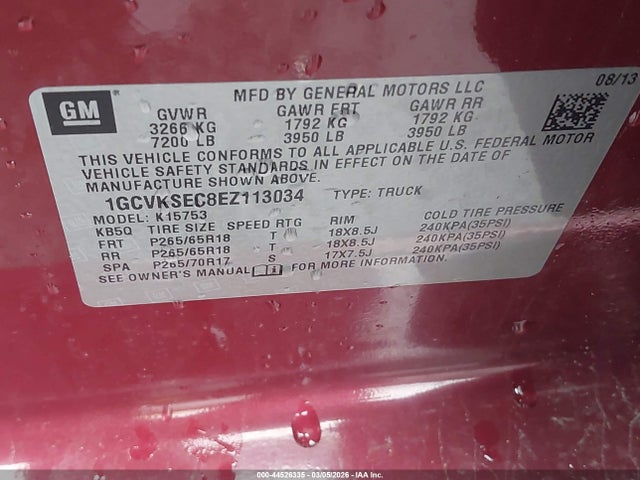 GM
MFD BY GENERAL MOTORS LLC
08/13
GVWR GAWR FRT GAWR RR
3266 KG 1792 KG 1792 KG
7200 LB 3950 LB 3950 LB
THIS VEHICLE CONFORMS TO ALL APPLICABLE U.S. FEDERAL MOTOR
VEHICLE SAFETY STANDARDS IN EFFECT ON THE DATE OF
MANUFACTURE SHOWN ABOVE.
1GCVKSEC8EZ113034 TYPE: TRUCK
MODEL: K15753
KB5Q TIRE SIZE SPEED RTG RIM COLD TIRE PRESSURE
FRT P265/65R18 T 18X8.5J 240KPA(35PSI)
RR P265/65R18 T 18X8.5J 240KPA(35PSI)
SPA P265/70R17 S 17X7.5J 240KPA(35PSI)
SEE OWNER'S MANUAL FOR MORE INFORMATION.
000-44526335 - 03/05/2026 - IAA Inc.